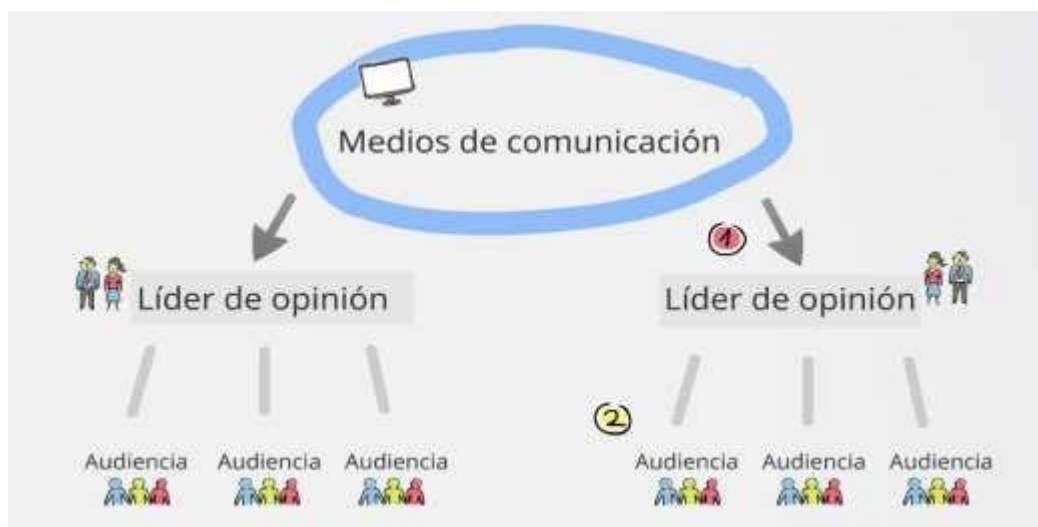 Medios de comunicación
1
Líder de opinión
Líder de opinión
2
Audiencia Audiencia Audiencia
Audiencia Audiencia Audiencia